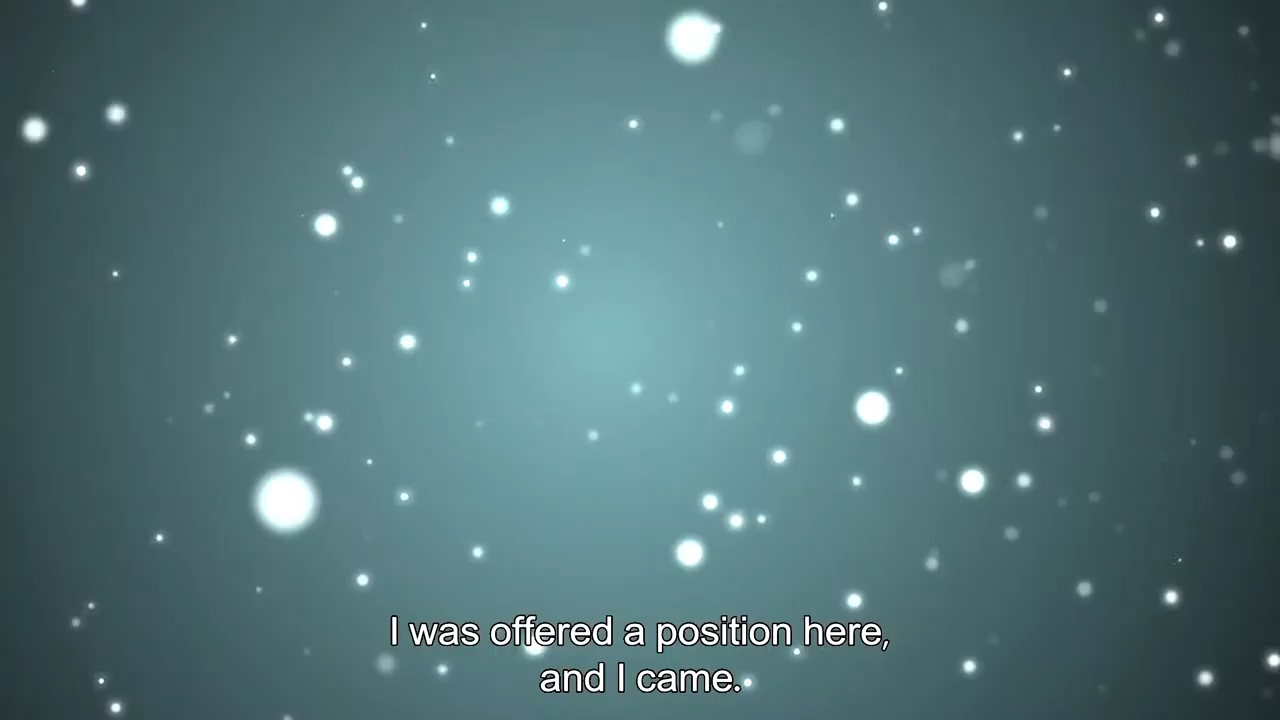 I was offered a position here,
and I came.